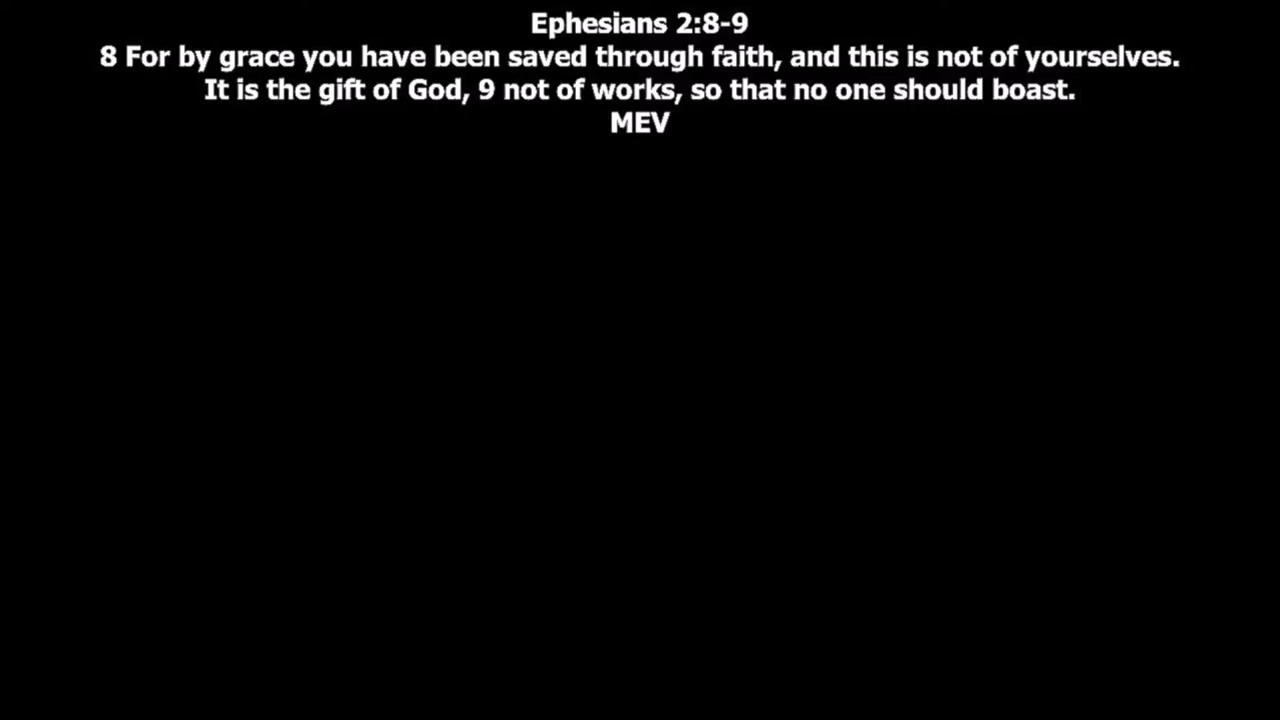 Ephesians 2:8-9
8 For by grace you have been saved through faith, and this is not of yourselves.
It is the gift of God, 9 not of works, so that no one should boast.
MEV